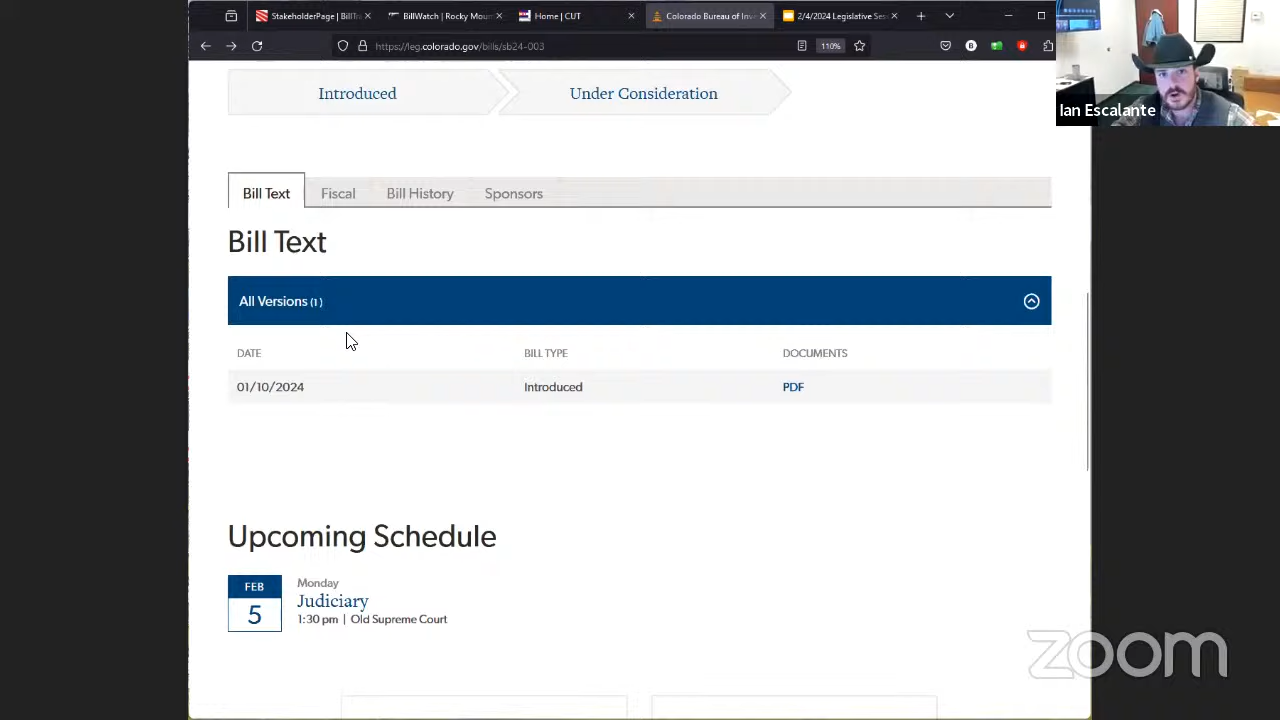 StakeholderPage | BillTra
BillWatch | Rocky Moun
Home | CUT
Colorado Bureau of Inv
2/4/2024 Legislative Ses
https://leg.colorado.gov/bills/sb24-003
110%
Ian Escalante
Introduced
Under Consideration
Bill Text
Fiscal
Bill History
Sponsors
Bill Text
All Versions (1)
DATE
BILL TYPE
DOCUMENTS
01/10/2024
Introduced
PDF
Upcoming Schedule
FEB
5
Monday
Judiciary
1:30 pm | Old Supreme Court
zoom